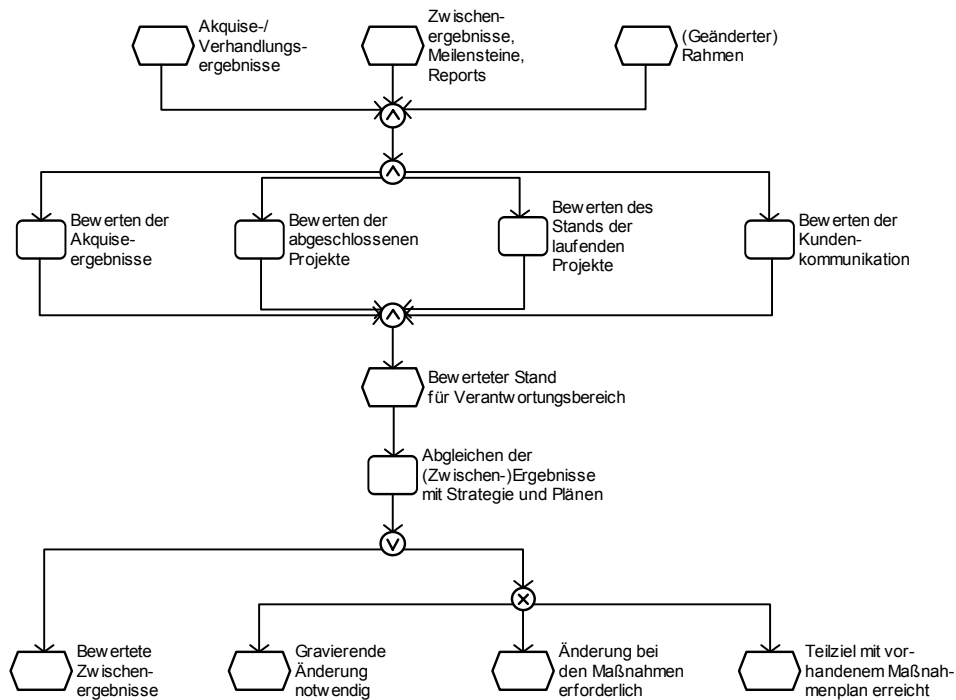 Akquise-/
Verhandlungs-
ergebnisse
Zwischen-
ergebnisse,
Meilensteine,
Reports
(Geänderter)
Rahmen
Bewerten der
Akquise-
ergebnisse
Bewerten der
abgeschlossenen
Projekte
Bewerten des
Stands der
laufenden
Projekte
Bewerten der
Kunden-
kommunikation
Bewerteter Stand
für Verantwortungsbereich
Abgleichen der
(Zwischen-)Ergebnisse
mit Strategie und Plänen
Bewertete
Zwischen-
ergebnisse
Gravierende
Änderung
notwendig
Änderung bei
den Maßnahmen
erforderlich
Teilziel mit vor-
handenem Maßnah-
menplan erreicht